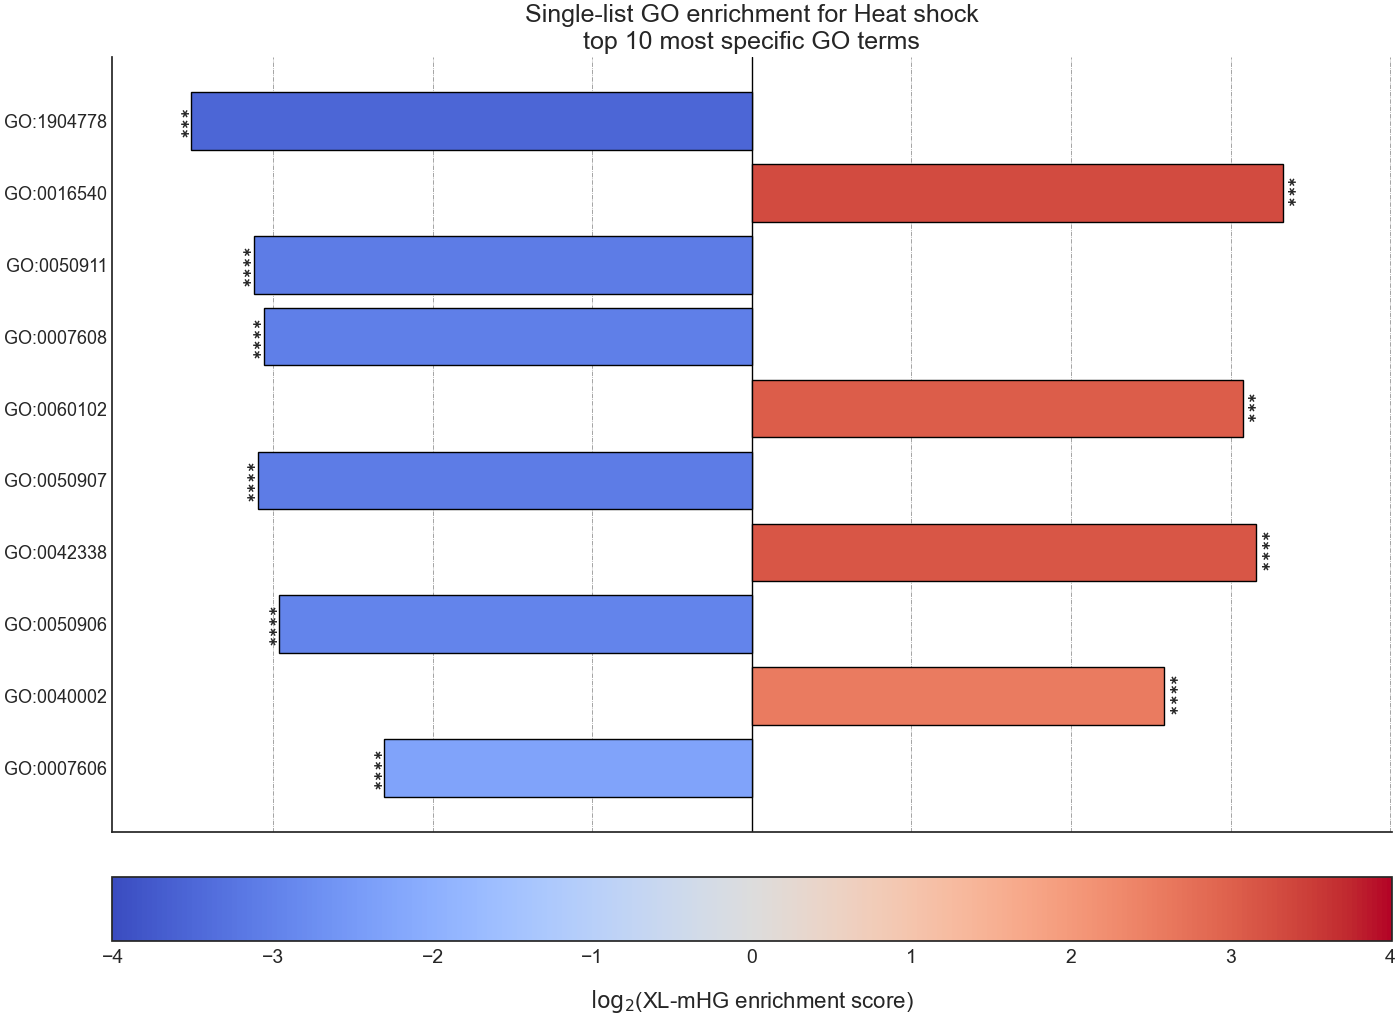 Single-list GO enrichment for Heat shock
top 10 most specific GO terms
GO:1904778
***
GO:0016540
***
GO:0050911
****
GO:0007608
****
GO:0060102
***
GO:0050907
****
GO:0042338
****
GO:0050906
****
GO:0040002
****
GO:0007606
****
−4 −3 −2 −1 0 1 2 3 4
log₂(XL-mHG enrichment score)